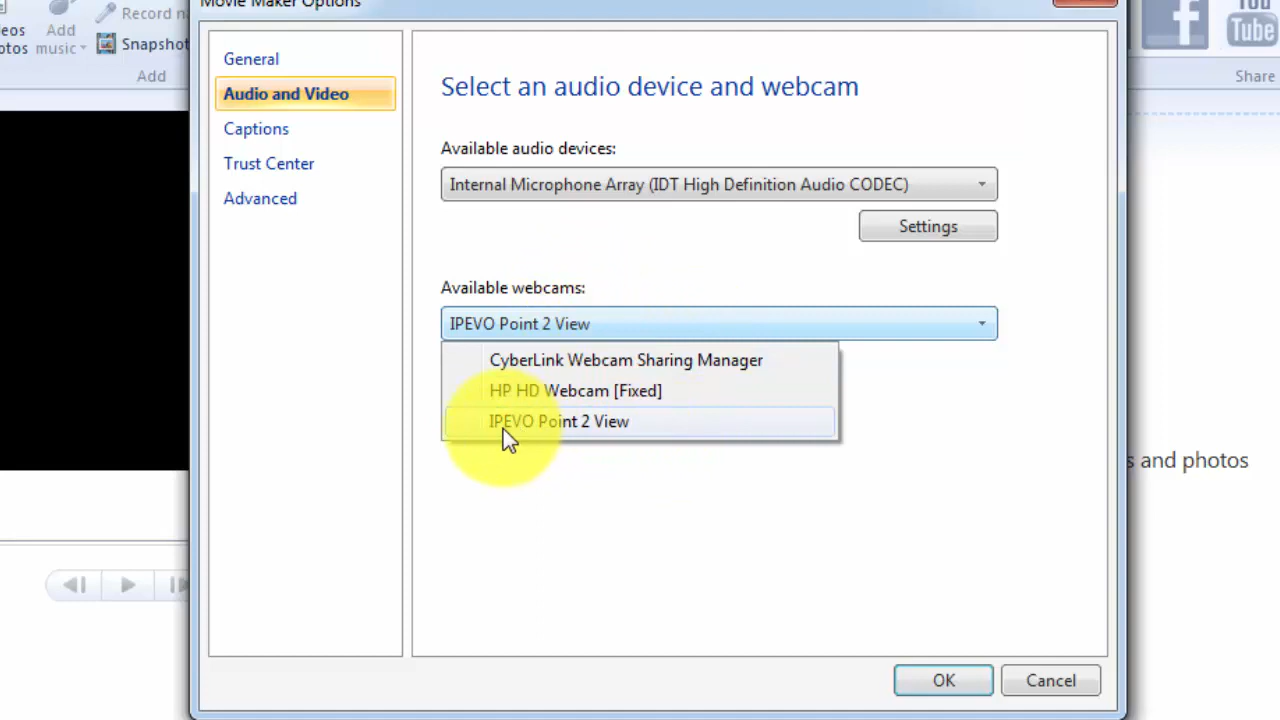 Movie Maker Options
Record n
Add
music
Snapshot
Add
General
Audio and Video
Captions
Trust Center
Advanced
Select an audio device and webcam
Available audio devices:
Internal Microphone Array (IDT High Definition Audio CODEC)
Settings
Available webcams:
IPEVO Point 2 View
CyberLink Webcam Sharing Manager
HP HD Webcam [Fixed]
IPEVO Point 2 View
OK
Cancel
f
You
Tube
Share
s and photos